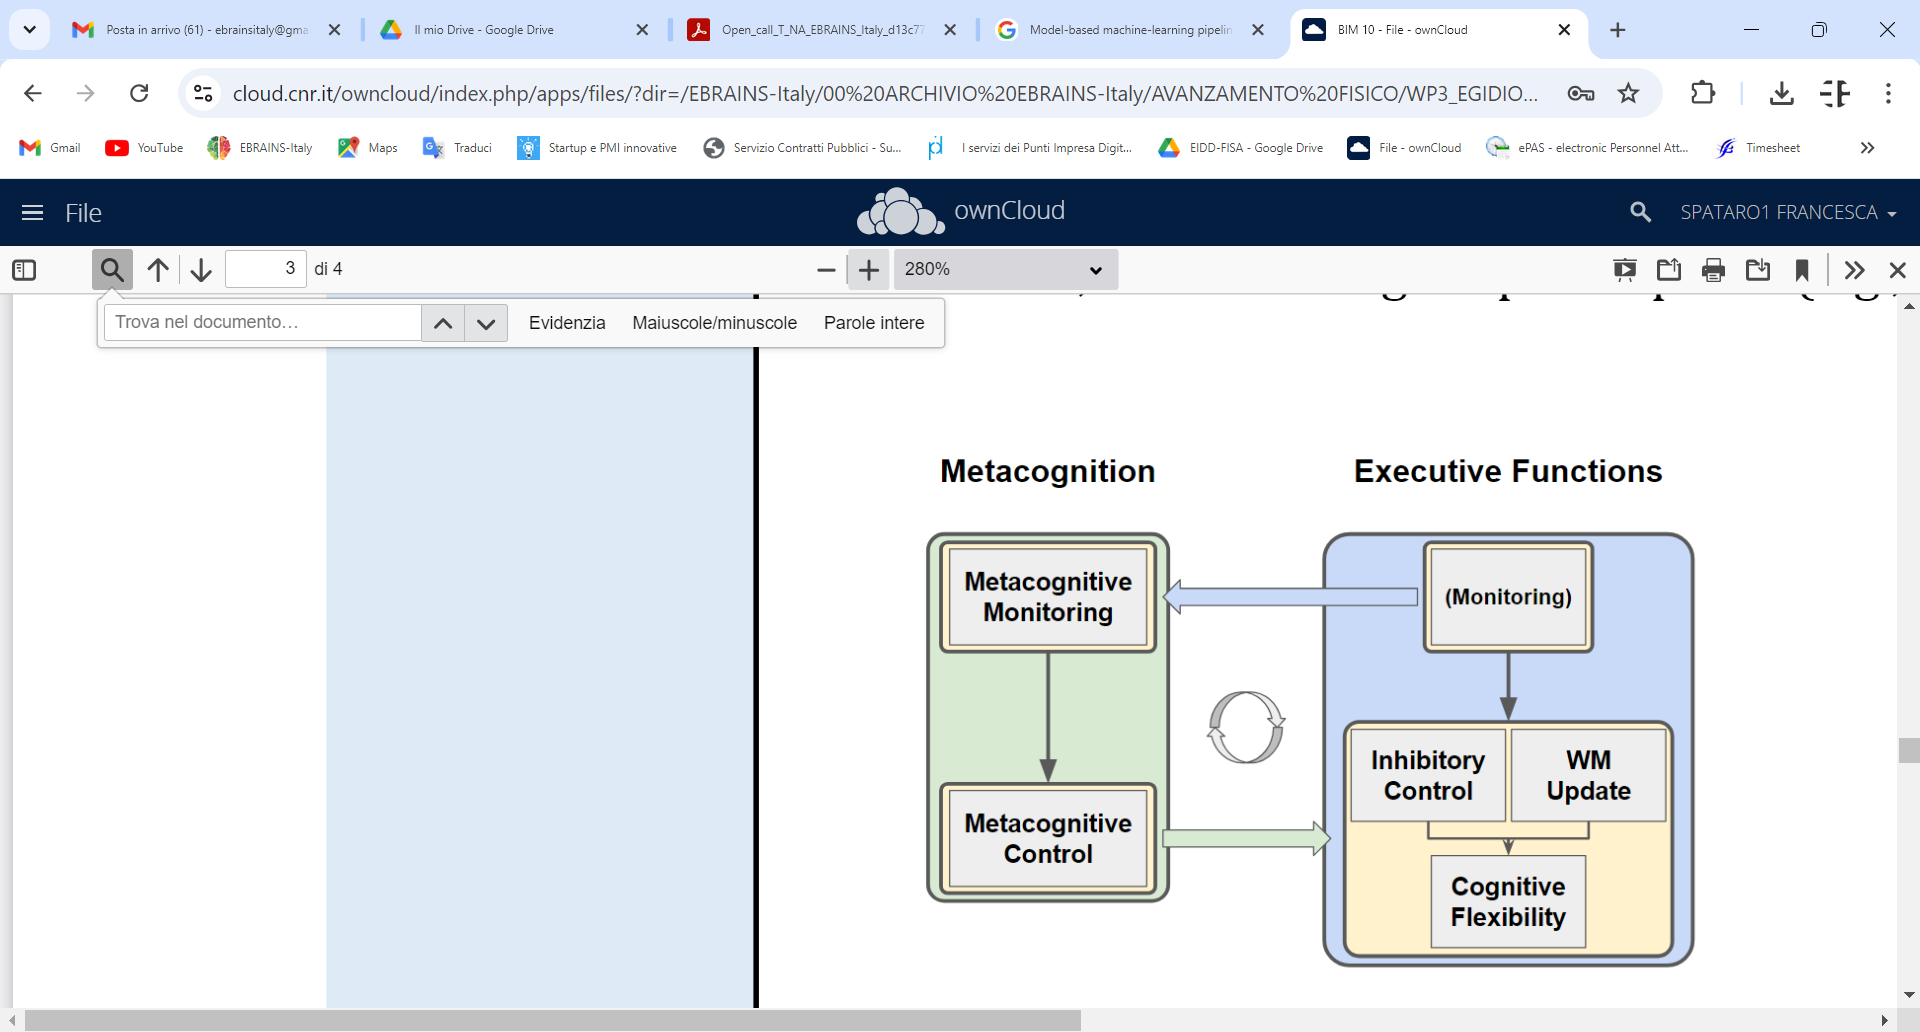 Posta in arrivo (61) - ebrainsitaly@gma
Il mio Drive - Google Drive
Open_call_T_NA_EBRAINS_Italy_d13c77
Model-based machine-learning pipelin
BIM 10 - File - ownCloud
cloud.cnr.it/owncloud/index.php/apps/files/?dir=/EBRAINS-Italy/00%20ARCHIVIO%20EBRAINS-Italy/AVANZAMENTO%20FISICO/WP3_EGIDIO...
Gmail
YouTube
EBRAINS-Italy
Maps
Traduci
Startup e PMI innovative
Servizio Contratti Pubblici - Su...
I servizi dei Punti Impresa Digit...
EIDD-FISA - Google Drive
File - ownCloud
ePAS - electronic Personnel Att...
Timesheet
File
ownCloud
SPATARO1 FRANCESCA
3 di 4
280%
Trova nel documento...
Evidenzia
Maiuscole/minuscole
Parole intere
Metacognition
Executive Functions
Metacognitive
Monitoring
(Monitoring)
Inhibitory
Control
WM
Update
Metacognitive
Control
Cognitive
Flexibility